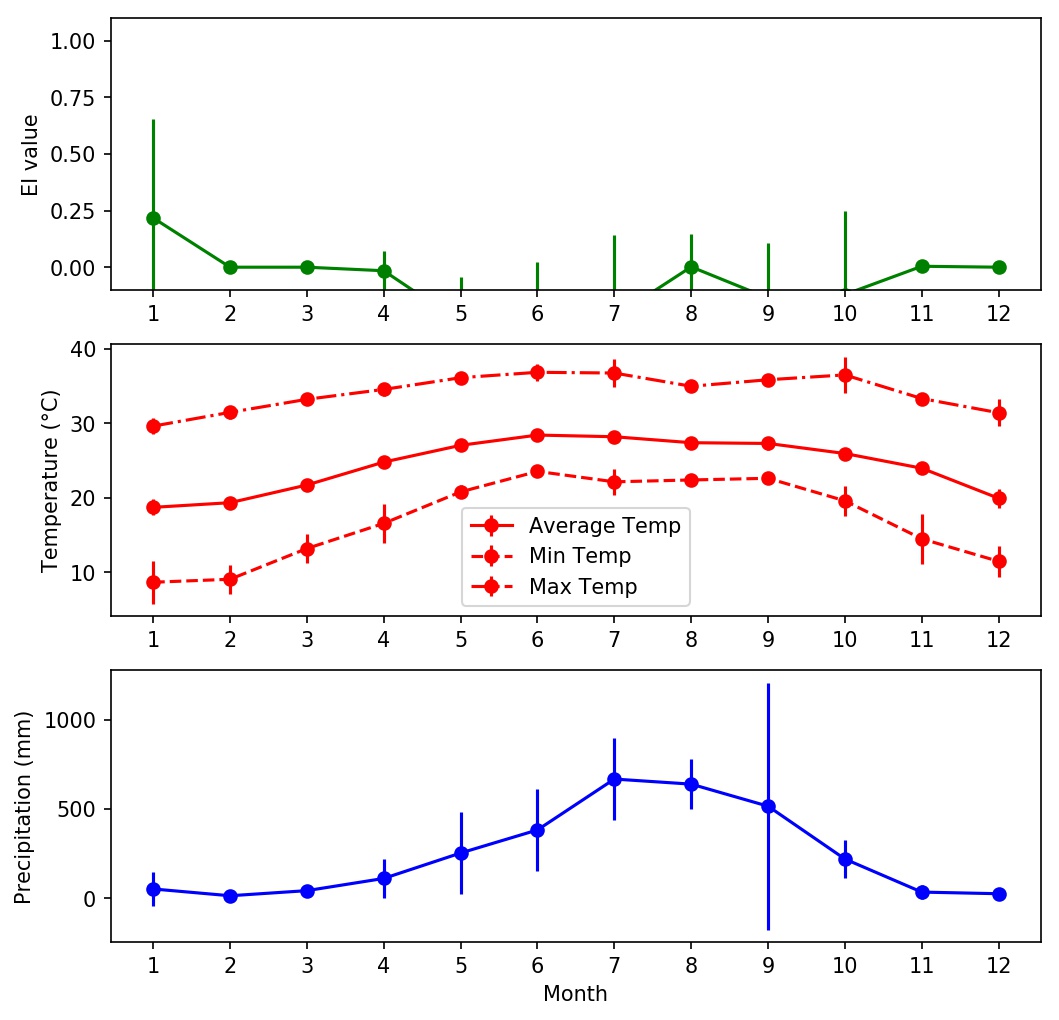 EI value
1.00
0.75
0.50
0.25
0.00
1 2 3 4 5 6 7 8 9 10 11 12
Temperature (°C)
40
30
20
10
Average Temp
Min Temp
Max Temp
1 2 3 4 5 6 7 8 9 10 11 12
Precipitation (mm)
1000
500
0
1 2 3 4 5 6 7 8 9 10 11 12
Month